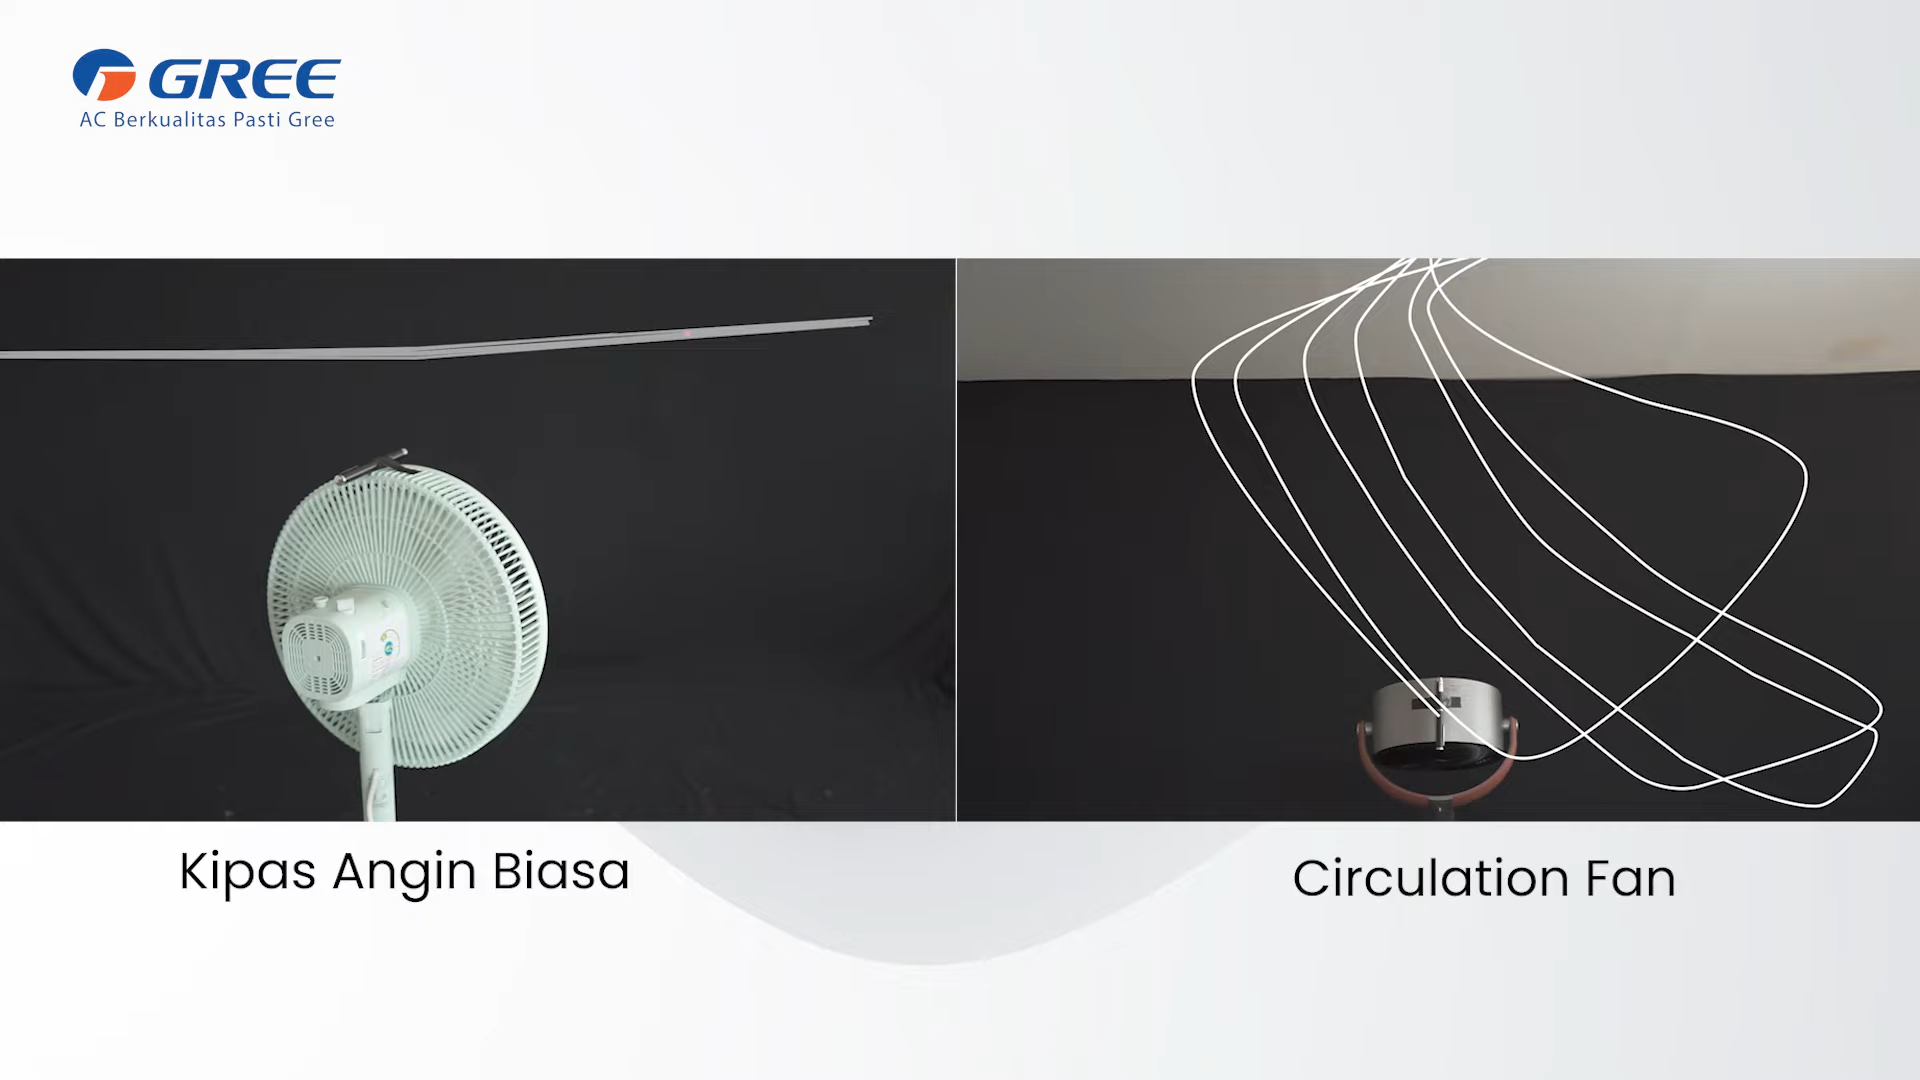 GREE
AC Berkualitas Pasti Gree
Kipas Angin Biasa
Circulation Fan